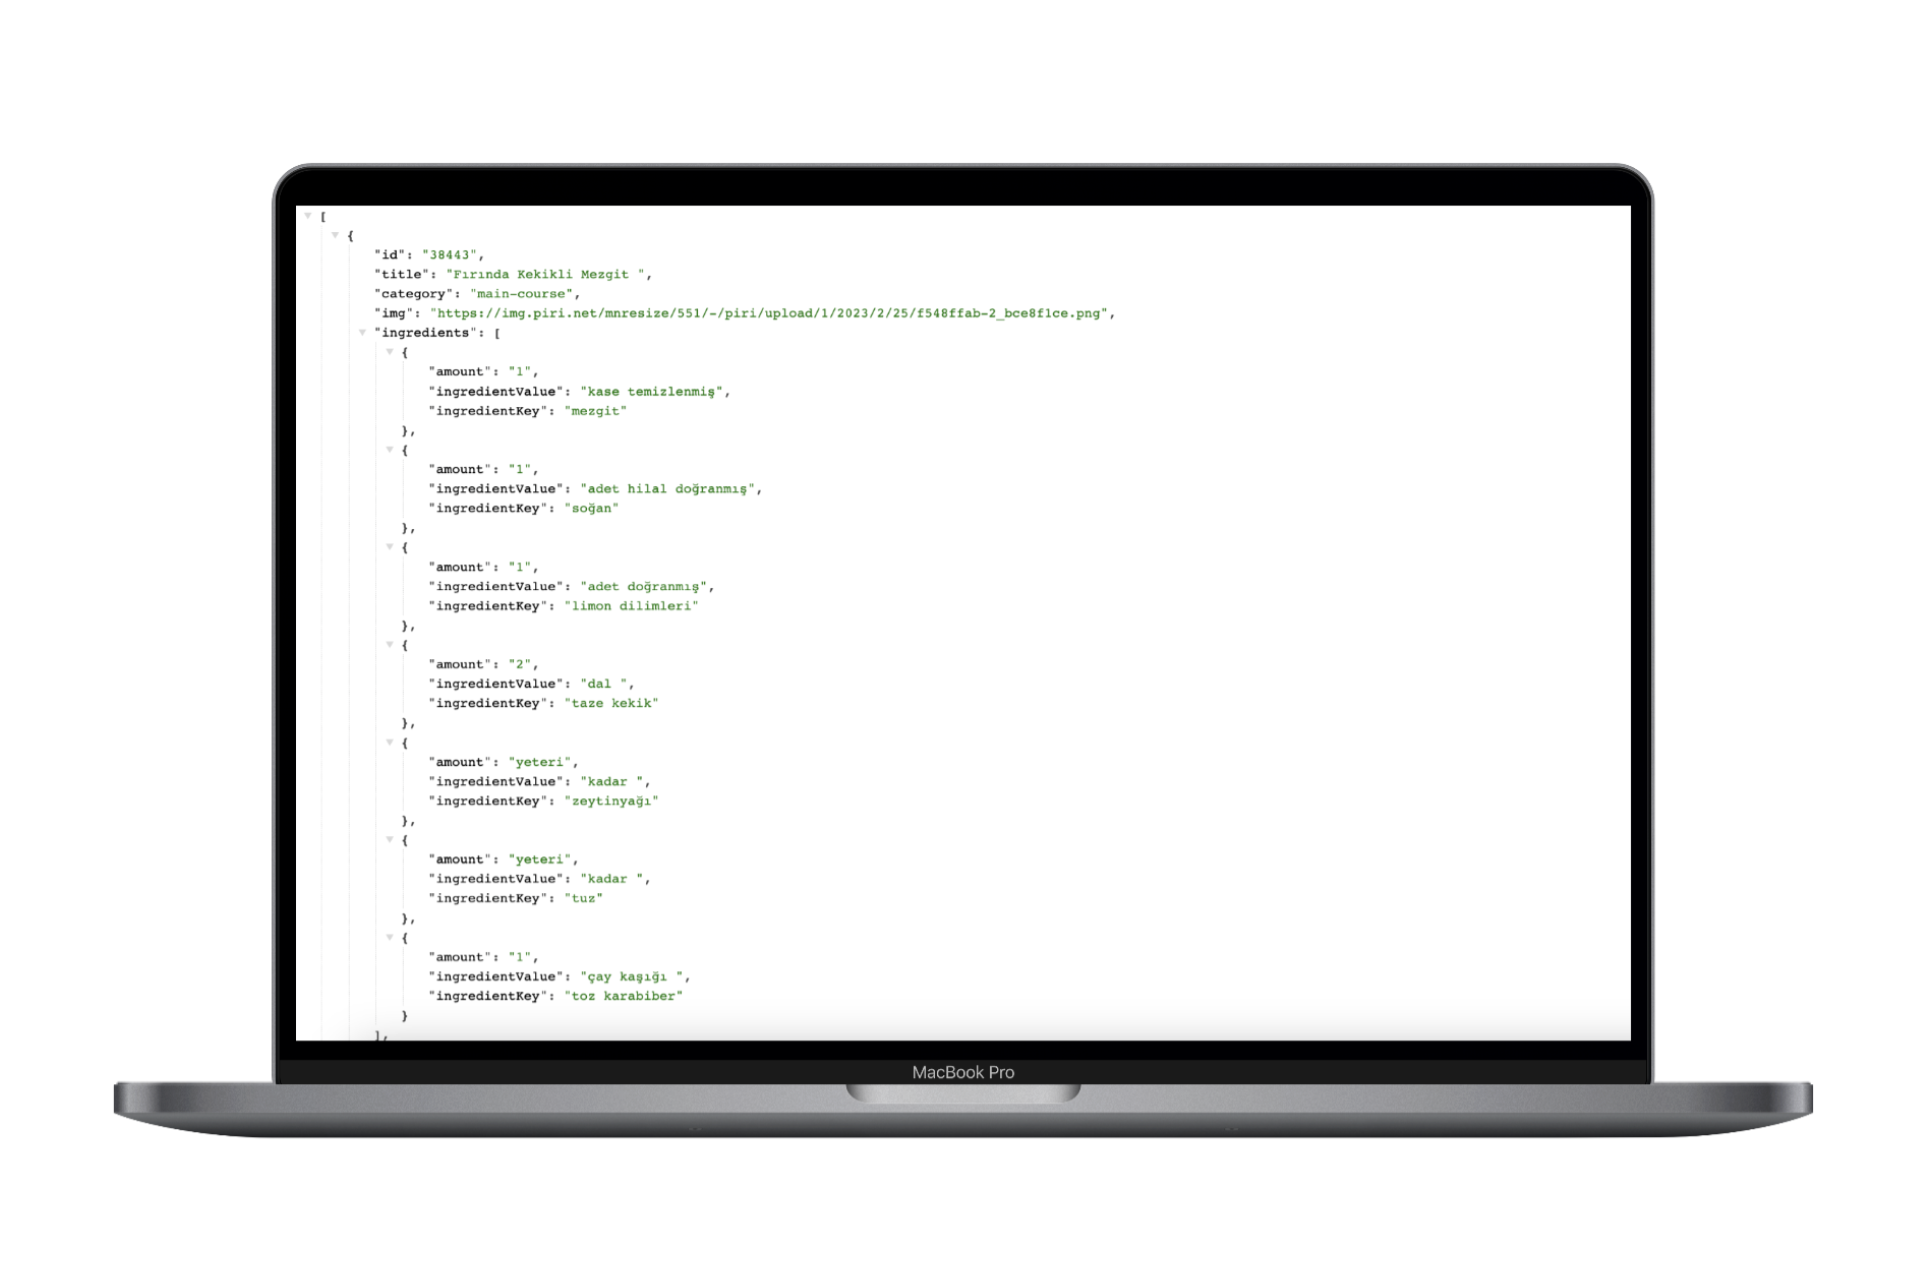 [
{
"id": "38443",
"title": "Fırında Kekikli Mezgit ",
"category": "main-course",
"img": "https://img.piri.net/mnresize/551/-/piri/upload/1/2023/2/25/f548ffab-2_bce8f1ce.png",
"ingredients": [
{
"amount": "1",
"ingredientValue": "kase temizlenmiş",
"ingredientKey": "mezgit"
},
{
"amount": "1",
"ingredientValue": "adet hilal doğranmış",
"ingredientKey": "soğan"
},
{
"amount": "1",
"ingredientValue": "adet doğranmış",
"ingredientKey": "limon dilimleri"
},
{
"amount": "2",
"ingredientValue": "dal ",
"ingredientKey": "taze kekik"
},
{
"amount": "yeteri",
"ingredientValue": "kadar ",
"ingredientKey": "zeytinyağı"
},
{
"amount": "yeteri",
"ingredientValue": "kadar ",
"ingredientKey": "tuz"
},
{
"amount": "1",
"ingredientValue": "çay kaşığı ",
"ingredientKey": "toz karabiber"
}
],
MacBook Pro